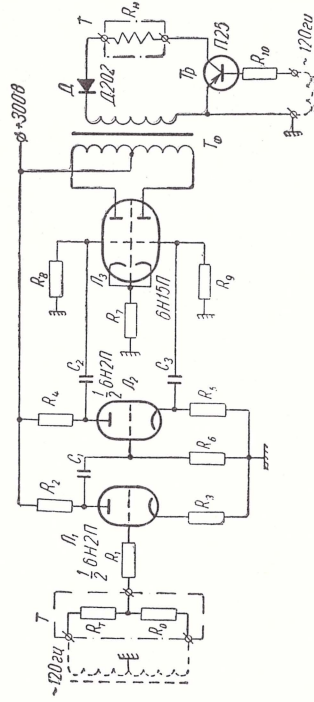 ~120гц
T
Rт
R0
R1
Л1
½ 6Н2П
R2
R3
C1
R4
½ 6Н2П
Л2
R6
R5
C2
C3
R8
R7
Л3
6Н15П
R9
+300В
Тф
Д
Д202
T
Rн
Тр
П25
R10
~120гц